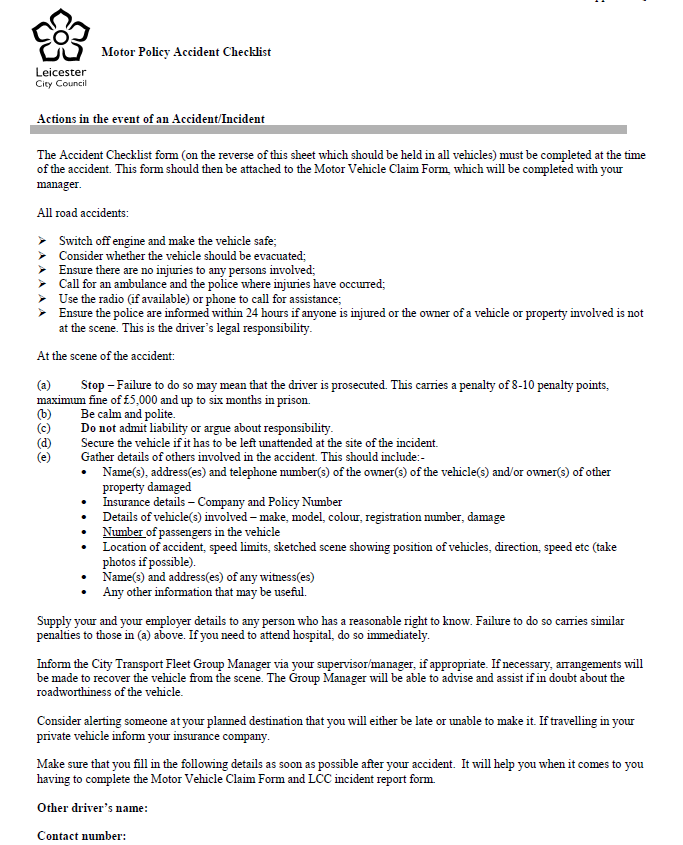 Motor Policy Accident Checklist
Leicester
City Council
Actions in the event of an Accident/Incident
The Accident Checklist form (on the reverse of this sheet which should be held in all vehicles) must be completed at the time
of the accident. This form should then be attached to the Motor Vehicle Claim Form, which will be completed with your
manager.
All road accidents:
➢ Switch off engine and make the vehicle safe;
➢ Consider whether the vehicle should be evacuated;
➢ Ensure there are no injuries to any persons involved;
➢ Call for an ambulance and the police where injuries have occurred;
➢ Use the radio (if available) or phone to call for assistance;
➢ Ensure the police are informed within 24 hours if anyone is injured or the owner of a vehicle or property involved is not
at the scene. This is the driver's legal responsibility.
At the scene of the accident:
(a) Stop – Failure to do so may mean that the driver is prosecuted. This carries a penalty of 8-10 penalty points,
maximum fine of £5,000 and up to six months in prison.
(b) Be calm and polite.
(c) Do not admit liability or argue about responsibility.
(d) Secure the vehicle if it has to be left unattended at the site of the incident.
(e) Gather details of others involved in the accident. This should include:-
• Name(s), address(es) and telephone number(s) of the owner(s) of the vehicle(s) and/or owner(s) of other
property damaged
• Insurance details – Company and Policy Number
• Details of vehicle(s) involved – make, model, colour, registration number, damage
• Number of passengers in the vehicle
• Location of accident, speed limits, sketched scene showing position of vehicles, direction, speed etc (take
photos if possible).
• Name(s) and address(es) of any witness(es)
• Any other information that may be useful.
Supply your and your employer details to any person who has a reasonable right to know. Failure to do so carries similar
penalties to those in (a) above. If you need to attend hospital, do so immediately.
Inform the City Transport Fleet Group Manager via your supervisor/manager, if appropriate. If necessary, arrangements will
be made to recover the vehicle from the scene. The Group Manager will be able to advise and assist if in doubt about the
roadworthiness of the vehicle.
Consider alerting someone at your planned destination that you will either be late or unable to make it. If travelling in your
private vehicle inform your insurance company.
Make sure that you fill in the following details as soon as possible after your accident. It will help you when it comes to you
having to complete the Motor Vehicle Claim Form and LCC incident report form.
Other driver's name:
Contact number: